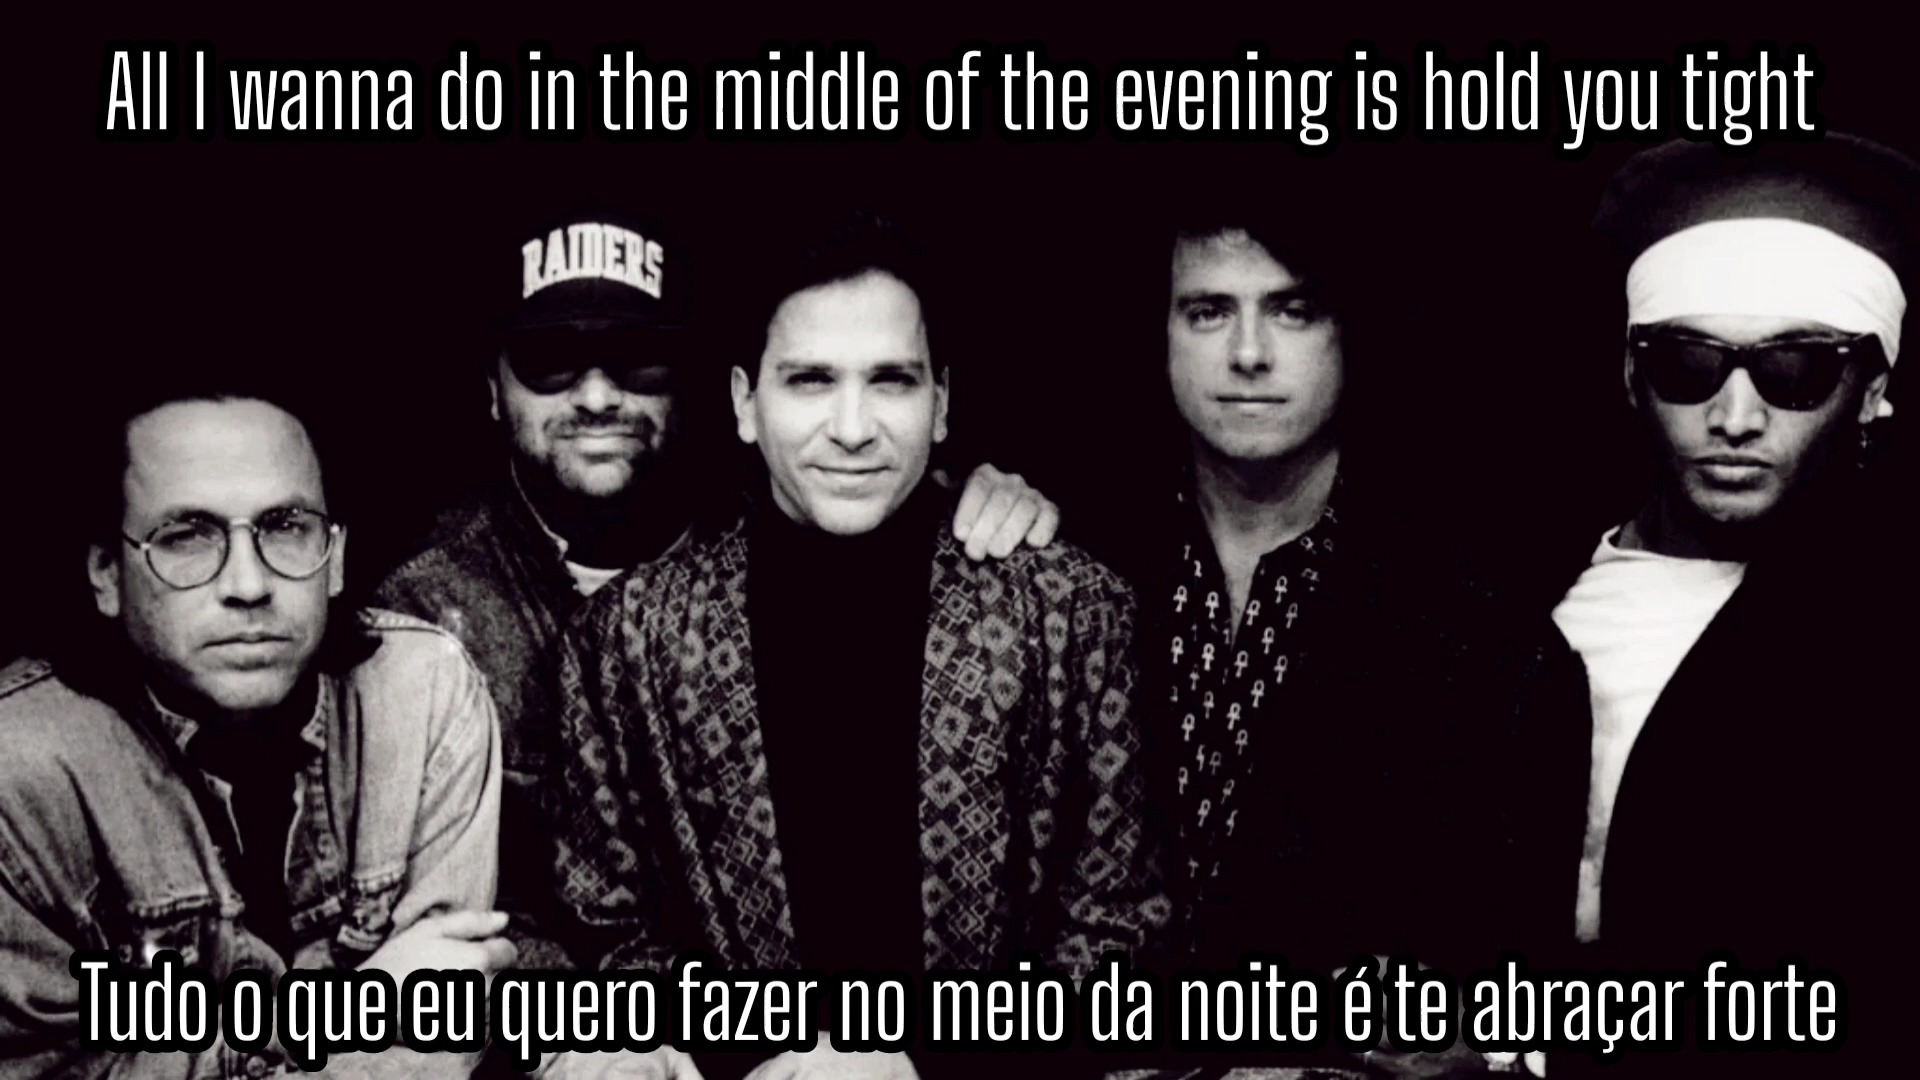 All I wanna do in the middle of the evening is hold you tight
RAIDERS
Tudo o que eu quero fazer no meio da noite é te abraçar forte